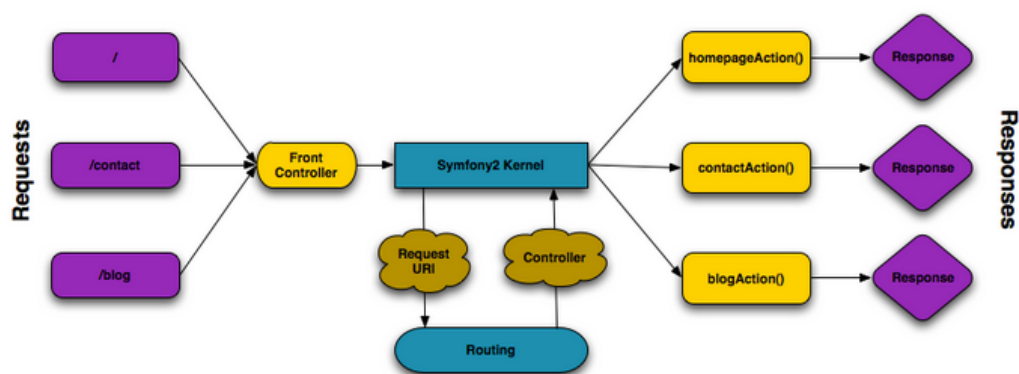 Requests
/
/contact
/blog
Front
Controller
Symfony2 Kernel
Request
URI
Controller
Routing
homepageAction()
contactAction()
blogAction()
Response
Response
Response
Responses